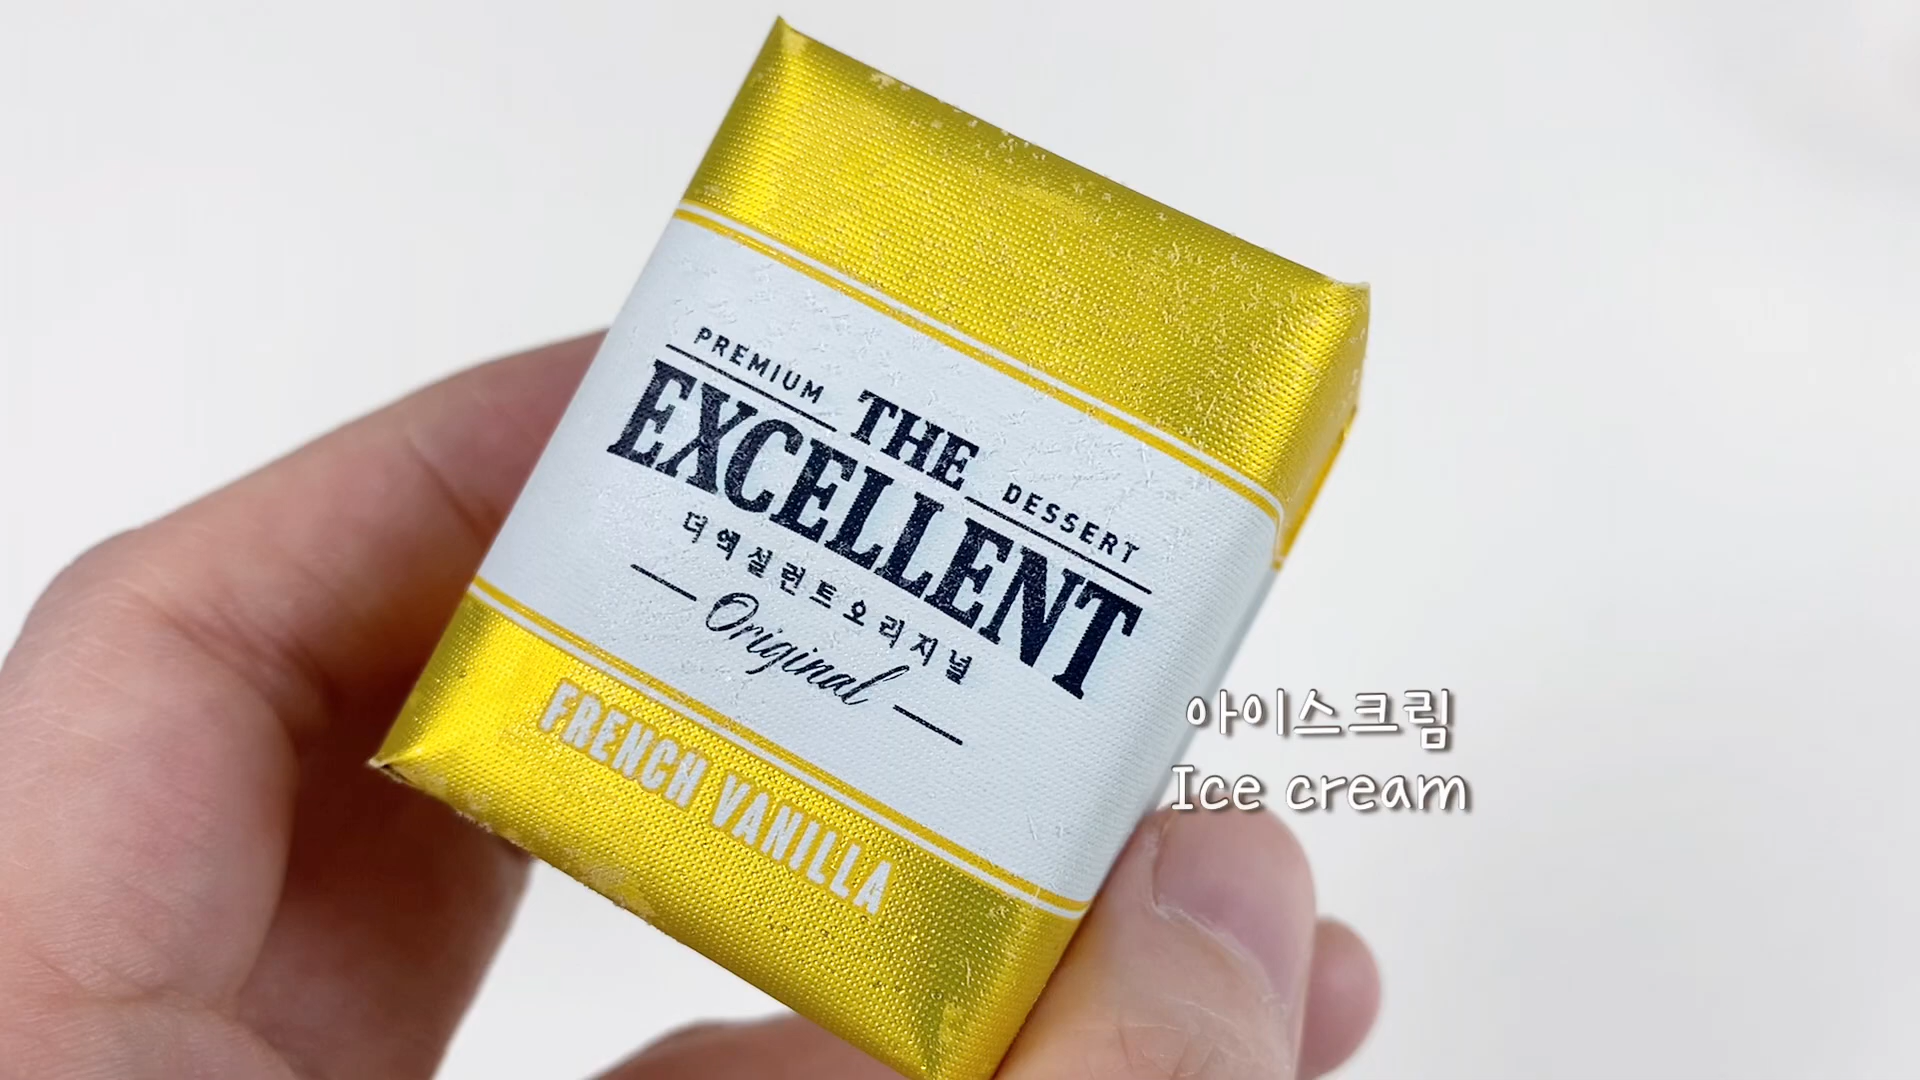 PREMIUM THE DESSERT
EXCELLENT
더엑설런트오리지널
Original
FRENCH VANILLA
아이스크림
Ice cream